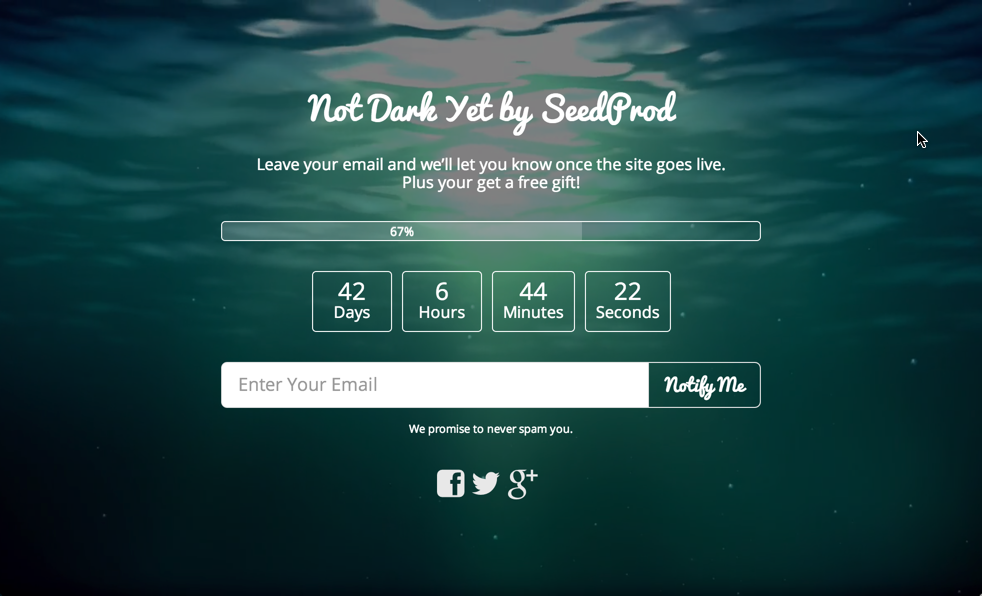 Not Dark Yet by SeedProd
Leave your email and we'll let you know once the site goes live.
Plus your get a free gift!
67%
42 6 44 22
Days Hours Minutes Seconds
Enter Your Email Notify Me
We promise to never spam you.